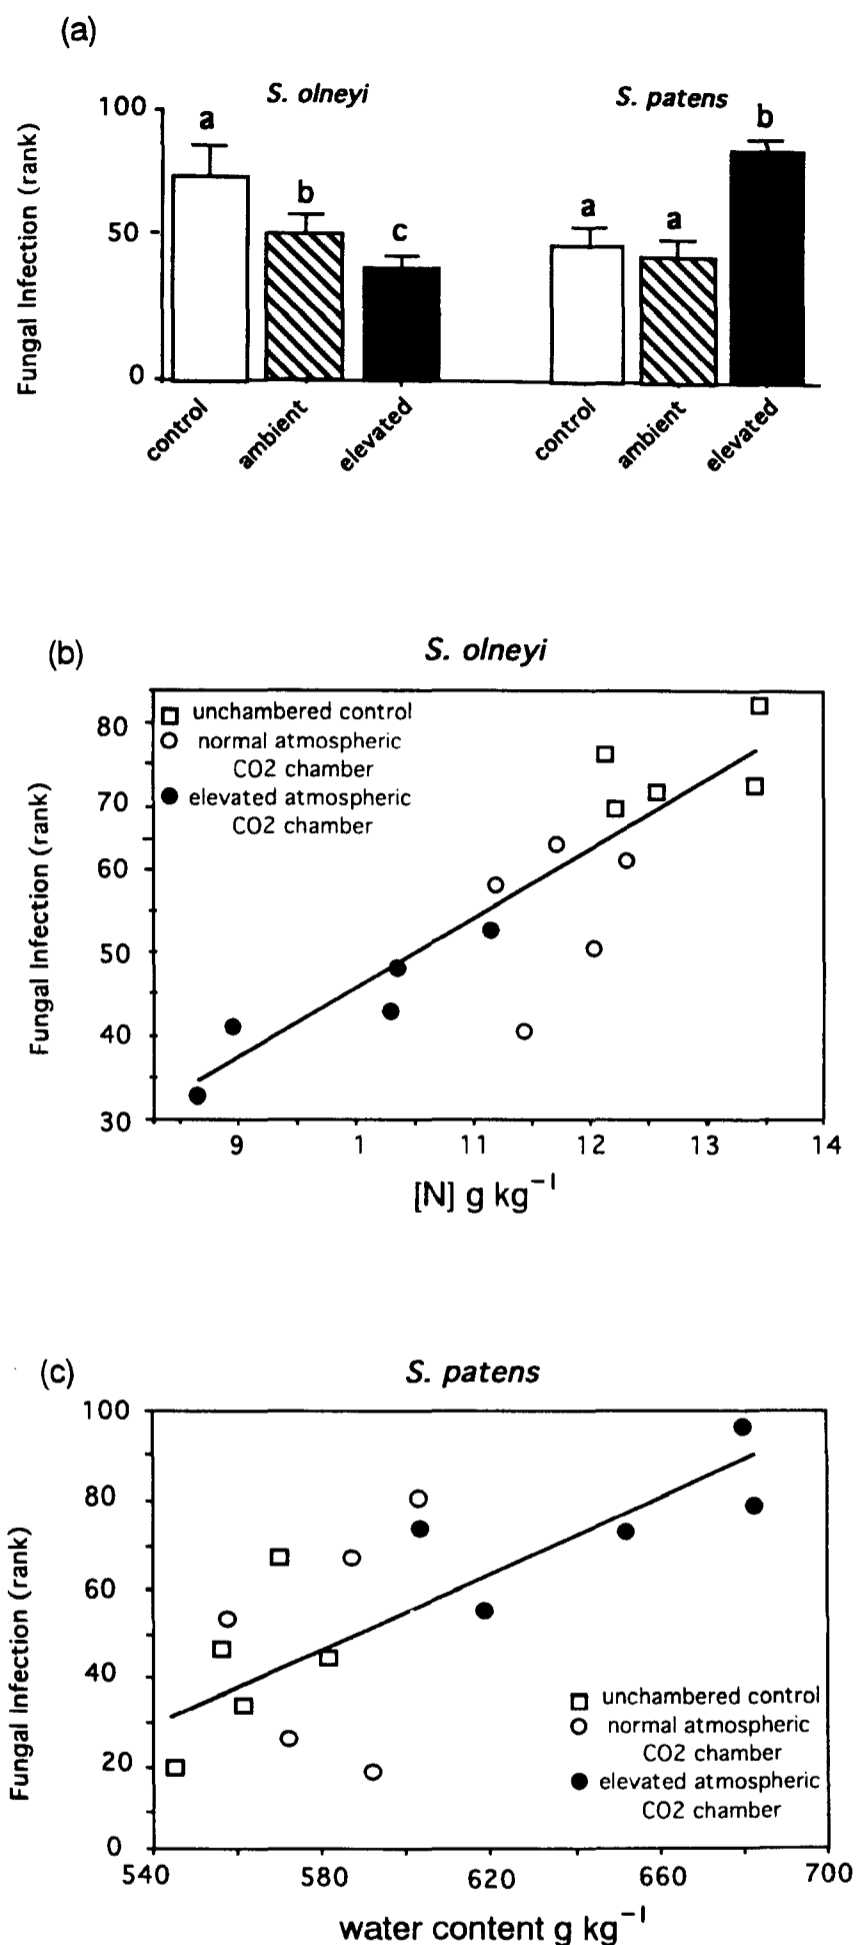 (a)
S. olneyi
S. patens
Fungal Infection (rank)
100
50
0
a
b
c
a
a
b
control
ambient
elevated
control
ambient
elevated
(b)
S. olneyi
Fungal Infection (rank)
80
70
60
50
40
30
unchambered control
normal atmospheric
CO2 chamber
elevated atmospheric
CO2 chamber
9
1
11
12
13
14
[N] g kg⁻¹
(c)
S. patens
Fungal Infection (rank)
100
80
60
40
20
0
unchambered control
normal atmospheric
CO2 chamber
elevated atmospheric
CO2 chamber
540
580
620
660
700
water content g kg⁻¹